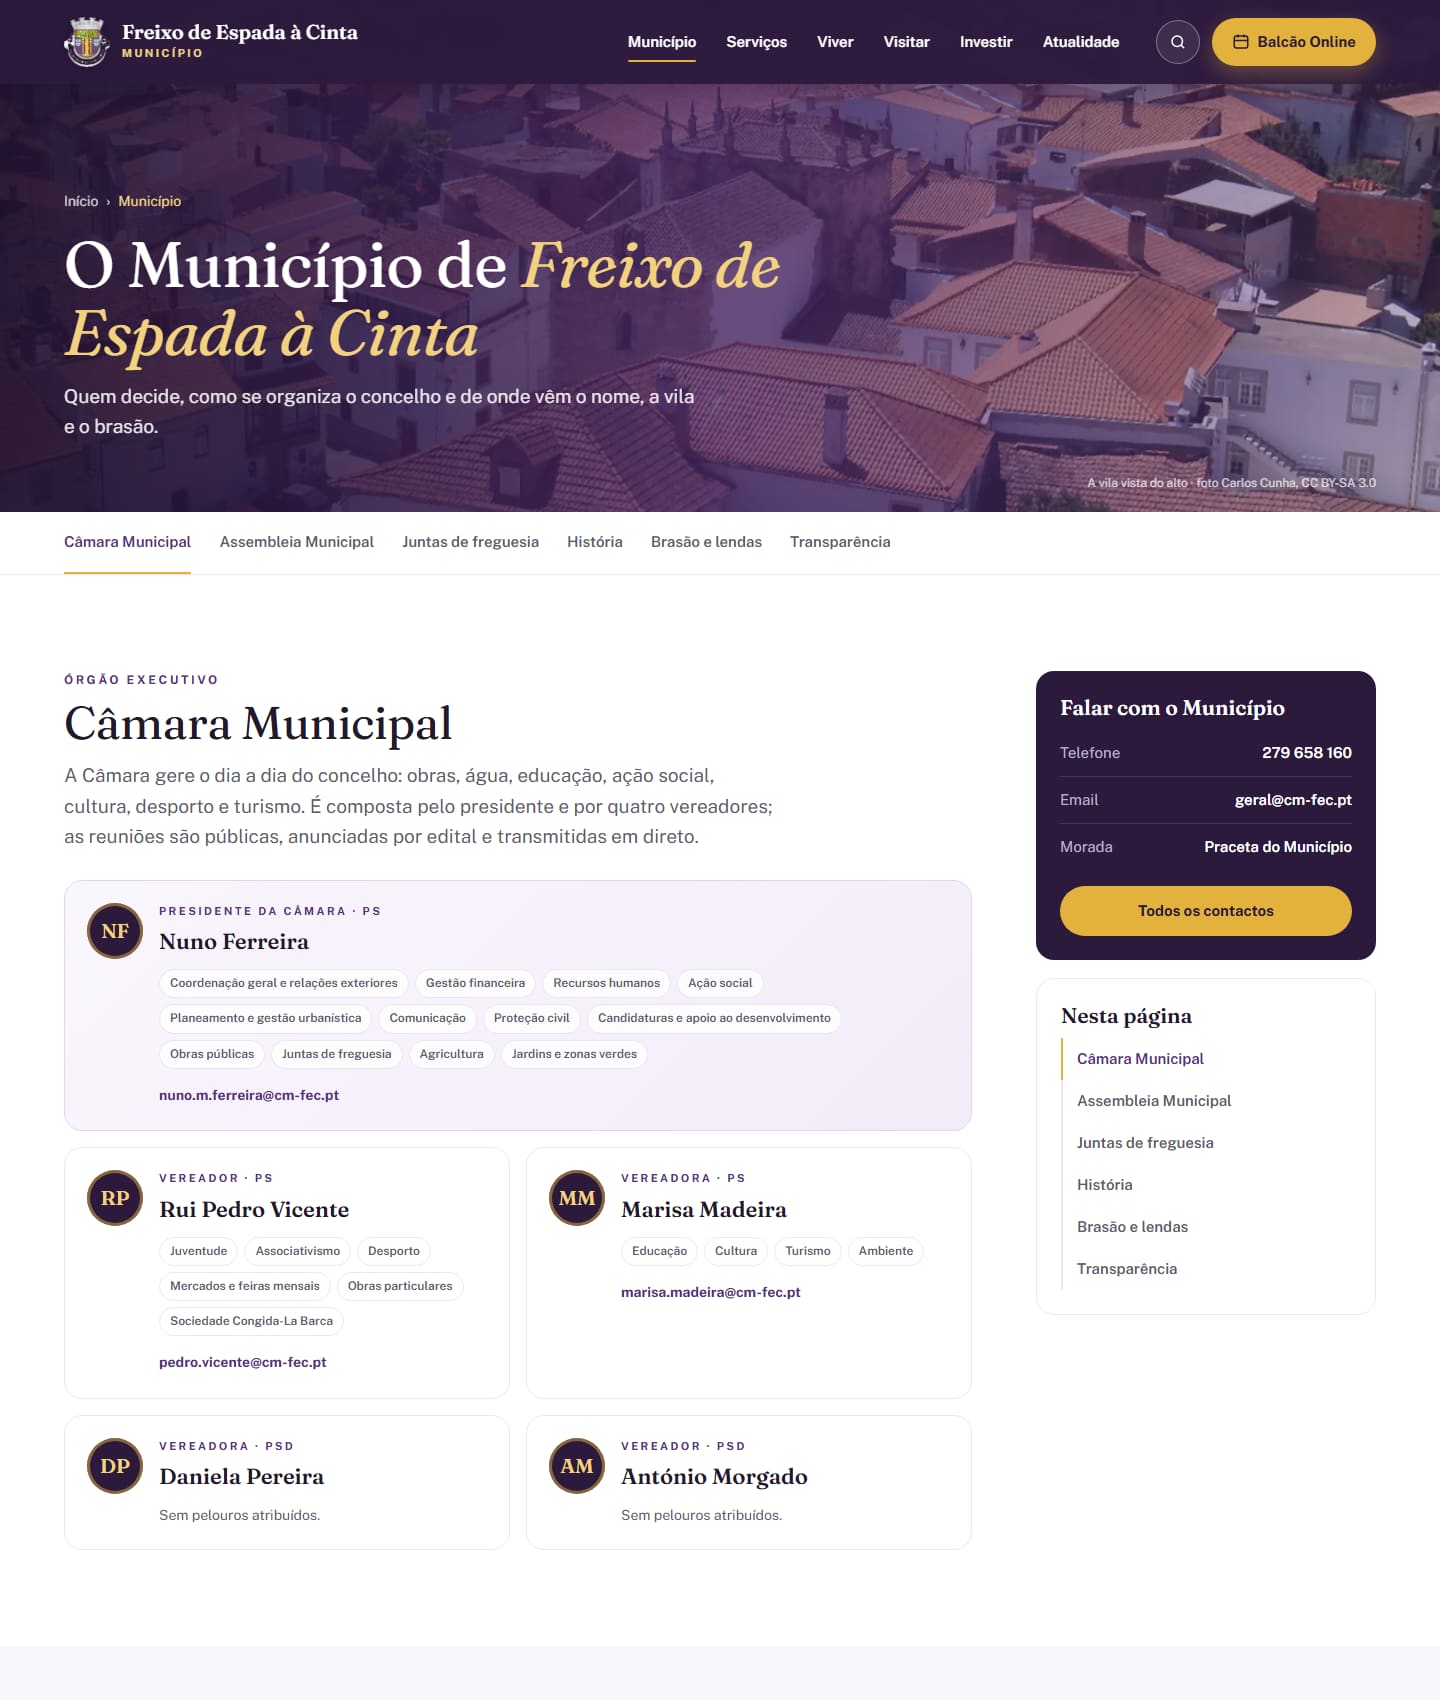 Freixo de Espada à Cinta
MUNICÍPIO
Município
Serviços
Viver
Visitar
Investir
Atualidade
Balcão Online
Início › Município
O Município de Freixo de
Espada à Cinta
Quem decide, como se organiza o concelho e de onde vêm o nome, a vila
e o brasão.
A vila vista do alto · foto Carlos Cunha, CC BY-SA 3.0
Câmara Municipal
Assembleia Municipal
Juntas de freguesia
História
Brasão e lendas
Transparência
ÓRGÃO EXECUTIVO
Câmara Municipal
A Câmara gere o dia a dia do concelho: obras, água, educação, ação social,
cultura, desporto e turismo. É composta pelo presidente e por quatro vereadores;
as reuniões são públicas, anunciadas por edital e transmitidas em direto.
NF
PRESIDENTE DA CÂMARA · PS
Nuno Ferreira
Coordenação geral e relações exteriores
Gestão financeira
Recursos humanos
Ação social
Planeamento e gestão urbanística
Comunicação
Proteção civil
Candidaturas e apoio ao desenvolvimento
Obras públicas
Juntas de freguesia
Agricultura
Jardins e zonas verdes
nuno.m.ferreira@cm-fec.pt
RP
VEREADOR · PS
Rui Pedro Vicente
Juventude
Associativismo
Desporto
Mercados e feiras mensais
Obras particulares
Sociedade Congida-La Barca
pedro.vicente@cm-fec.pt
MM
VEREADORA · PS
Marisa Madeira
Educação
Cultura
Turismo
Ambiente
marisa.madeira@cm-fec.pt
DP
VEREADORA · PSD
Daniela Pereira
Sem pelouros atribuídos.
AM
VEREADOR · PSD
António Morgado
Sem pelouros atribuídos.
Falar com o Município
Telefone 279 658 160
Email geral@cm-fec.pt
Morada Praceta do Município
Todos os contactos
Nesta página
Câmara Municipal
Assembleia Municipal
Juntas de freguesia
História
Brasão e lendas
Transparência